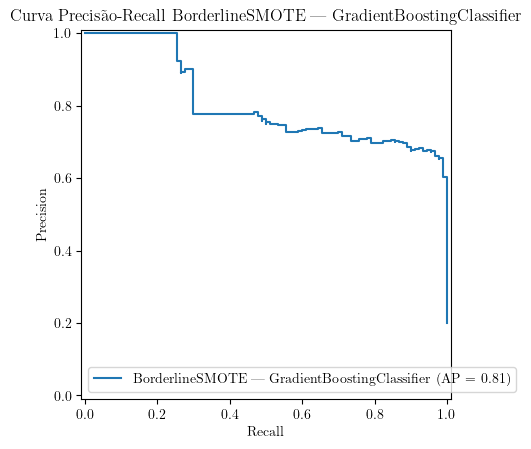 Curva Precisão-Recall BorderlineSMOTE — GradientBoostingClassifier
1.0
0.8
0.6
0.4
0.2
0.0
Precision
BorderlineSMOTE — GradientBoostingClassifier (AP = 0.81)
0.0 0.2 0.4 0.6 0.8 1.0
Recall